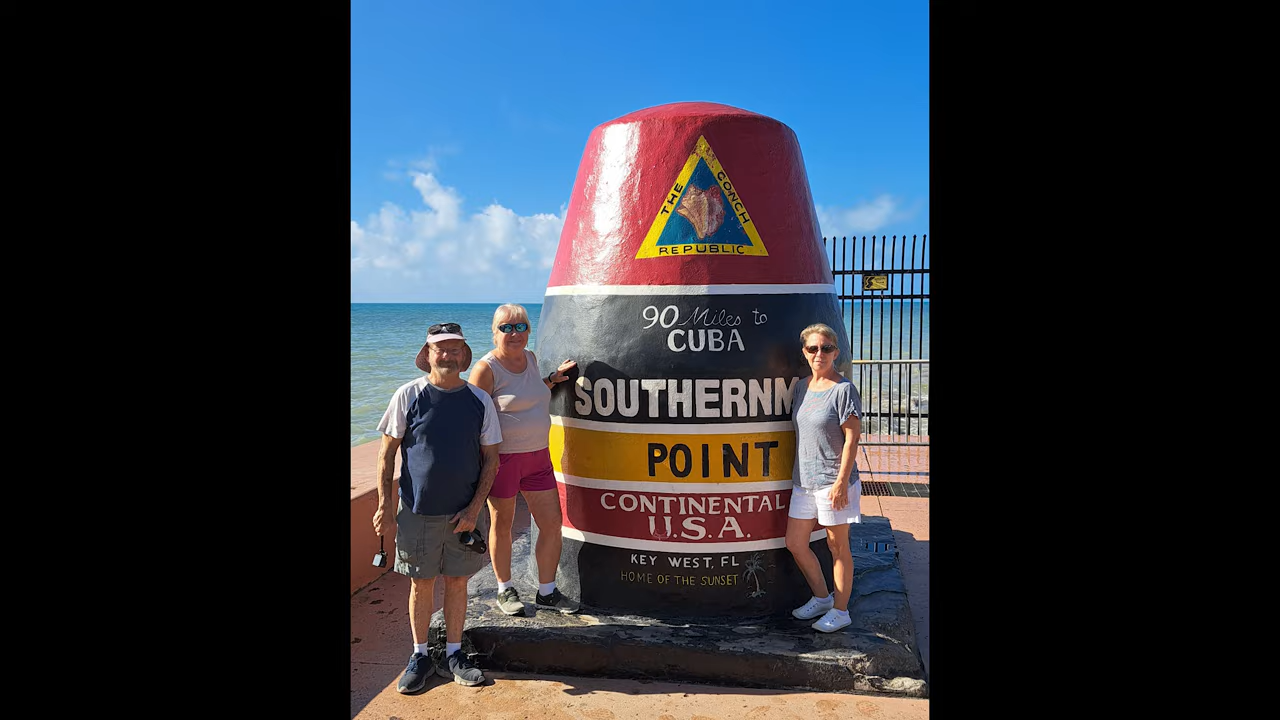 THE CONCH
REPUBLIC
90 Miles to
CUBA
SOUTHERNM
POINT
CONTINENTAL
U.S.A.
KEY WEST, FL
HOME OF THE SUNSET